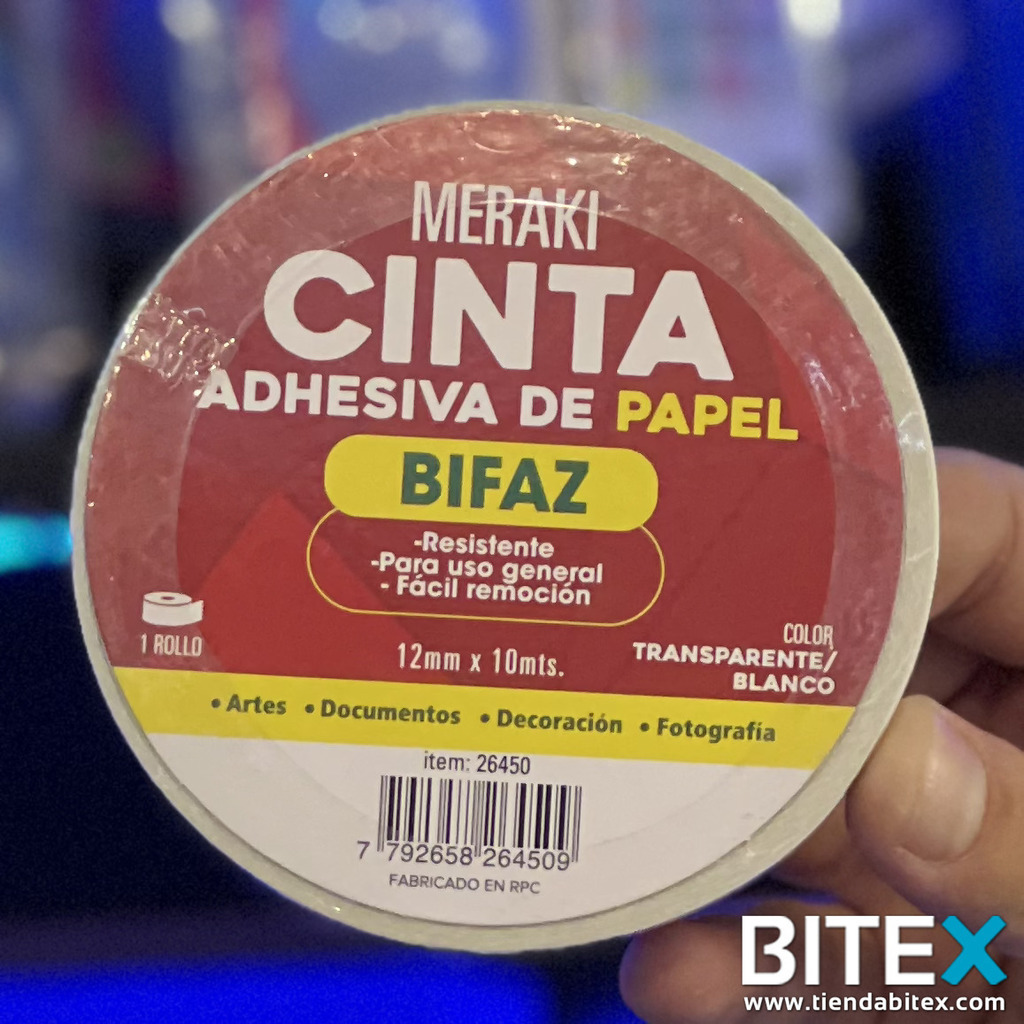 MERAKI
CINTA
ADHESIVA DE PAPEL
BIFAZ
-Resistente
-Para uso general
- Fácil remoción
1 ROLLO
12mm x 10mts.
COLOR
TRANSPARENTE/
BLANCO
• Artes • Documentos • Decoración • Fotografía
item: 26450
7 792658 264509
FABRICADO EN RPC
BITEX
www.tiendabitex.com